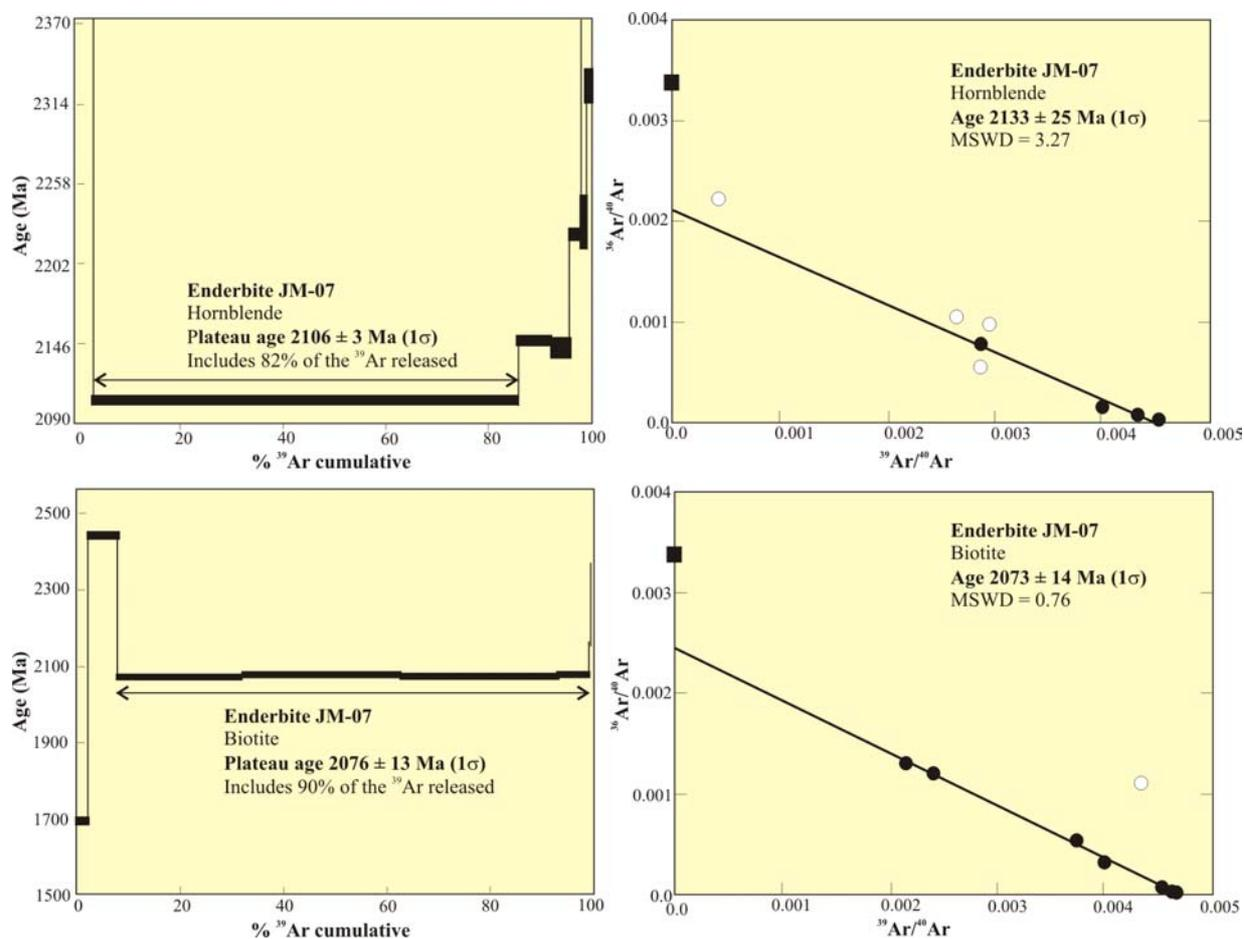 2370
2314
2258
2202
2146
2090
Age (Ma)
Enderbite JM-07
Hornblende
Plateau age 2106 ± 3 Ma (1σ)
Includes 82% of the ³⁹Ar released
0
20
40
60
80
100
% ³⁹Ar cumulative
0.004
0.003
0.002
0.001
0.0
³⁶Ar/⁴⁰Ar
Enderbite JM-07
Hornblende
Age 2133 ± 25 Ma (1σ)
MSWD = 3.27
0.0
0.001
0.002
0.003
0.004
0.005
³⁹Ar/⁴⁰Ar
2500
2300
2100
1900
1700
1500
Age (Ma)
Enderbite JM-07
Biotite
Plateau age 2076 ± 13 Ma (1σ)
Includes 90% of the ³⁹Ar released
0
20
40
60
80
100
% ³⁹Ar cumulative
0.004
0.003
0.002
0.001
0.0
³⁶Ar/⁴⁰Ar
Enderbite JM-07
Biotite
Age 2073 ± 14 Ma (1σ)
MSWD = 0.76
0.0
0.001
0.002
0.003
0.004
0.005
³⁹Ar/⁴⁰Ar